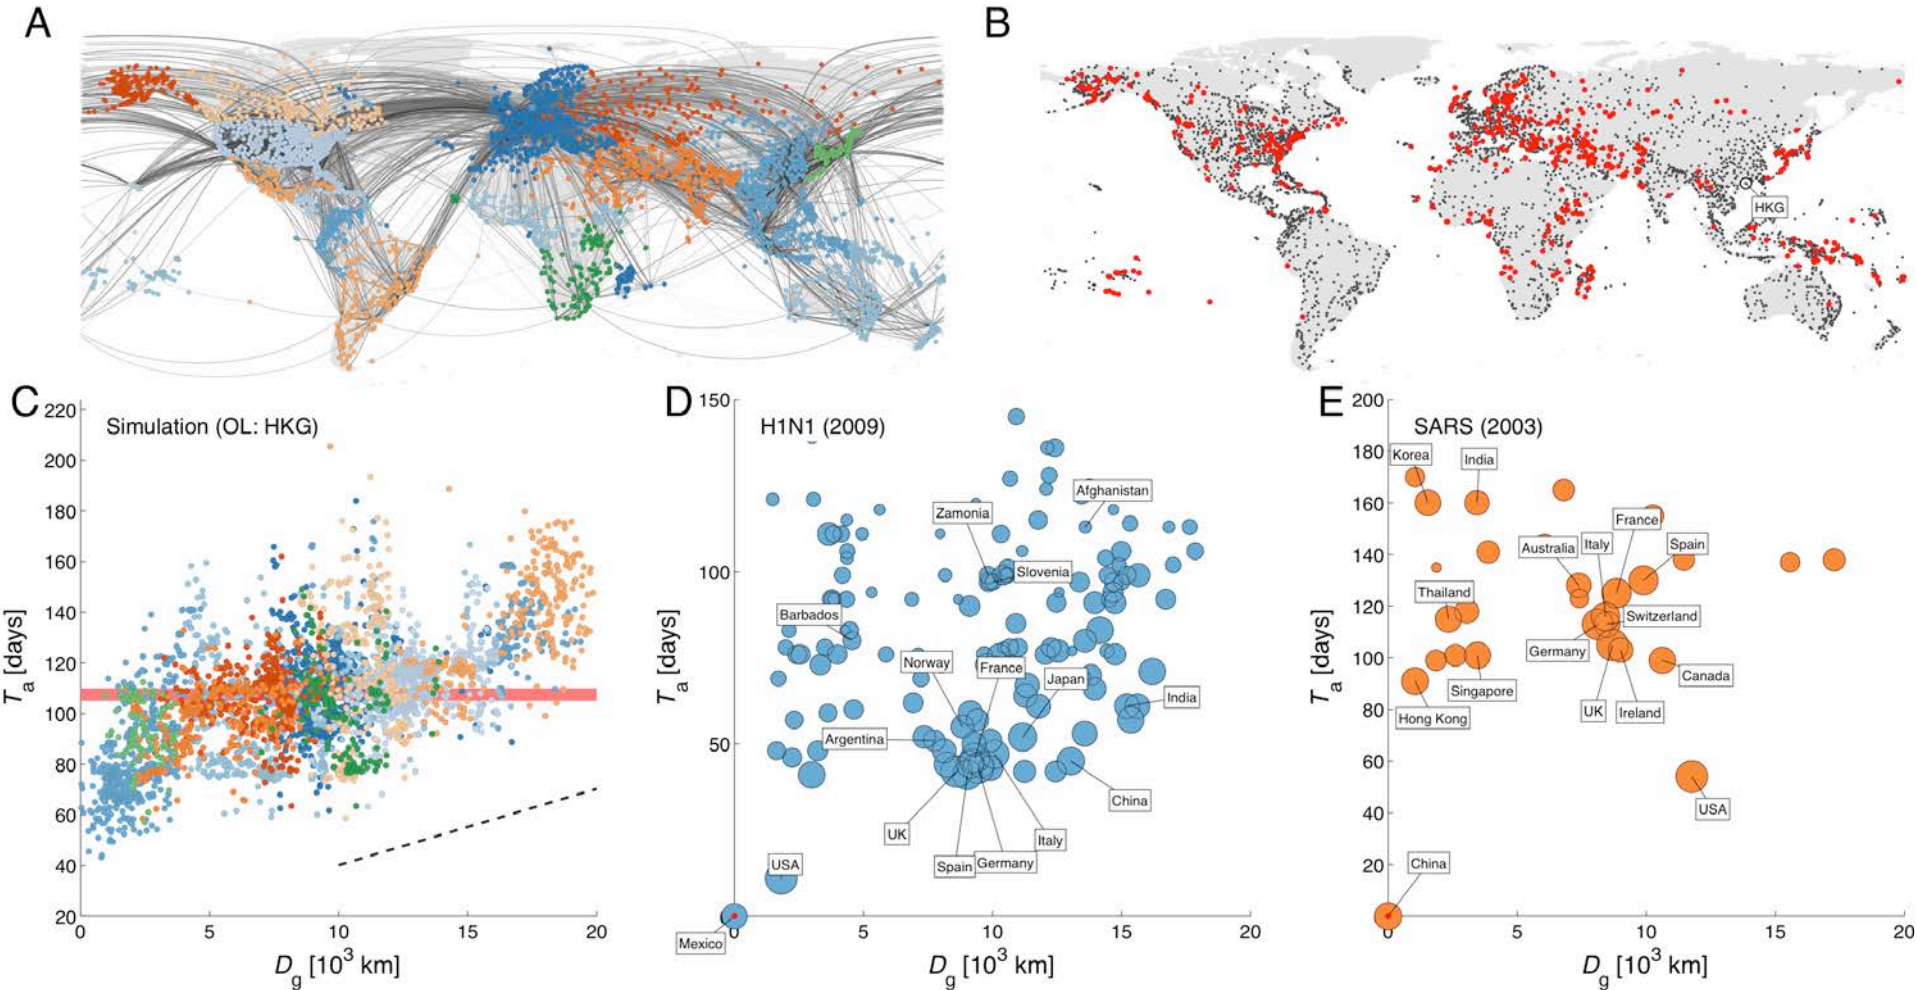 A
B
HKG
C
Simulation (OL: HKG)
220
200
180
160
140
120
100
80
60
40
20
0
5
10
15
20
Ta [days]
Dg [10³ km]
D
H1N1 (2009)
150
100
50
0
0
5
10
15
20
Ta [days]
Dg [10³ km]
Afghanistan
Zamonia
Slovenia
Barbados
Norway
France
Japan
India
Argentina
China
UK
Italy
Spain
Germany
USA
Mexico
E
SARS (2003)
200
180
160
140
120
100
80
60
40
20
0
0
5
10
15
20
Ta [days]
Dg [10³ km]
Korea
India
France
Australia
Italy
Spain
Thailand
Switzerland
Germany
Singapore
Canada
Hong Kong
UK
Ireland
USA
China